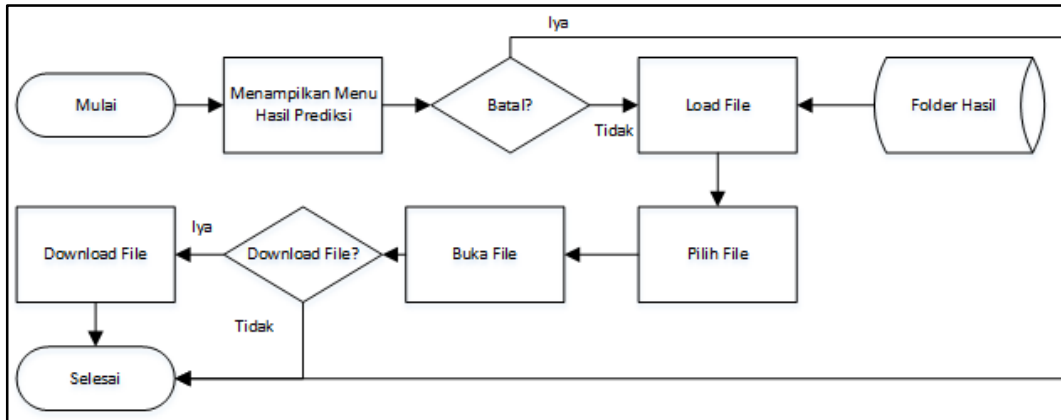 Iya
Mulai
Menampilkan Menu
Hasil Prediksi
Batal?
Tidak
Load File
Folder Hasil
Iya
Download File
Download File?
Buka File
Pilih File
Tidak
Selesai